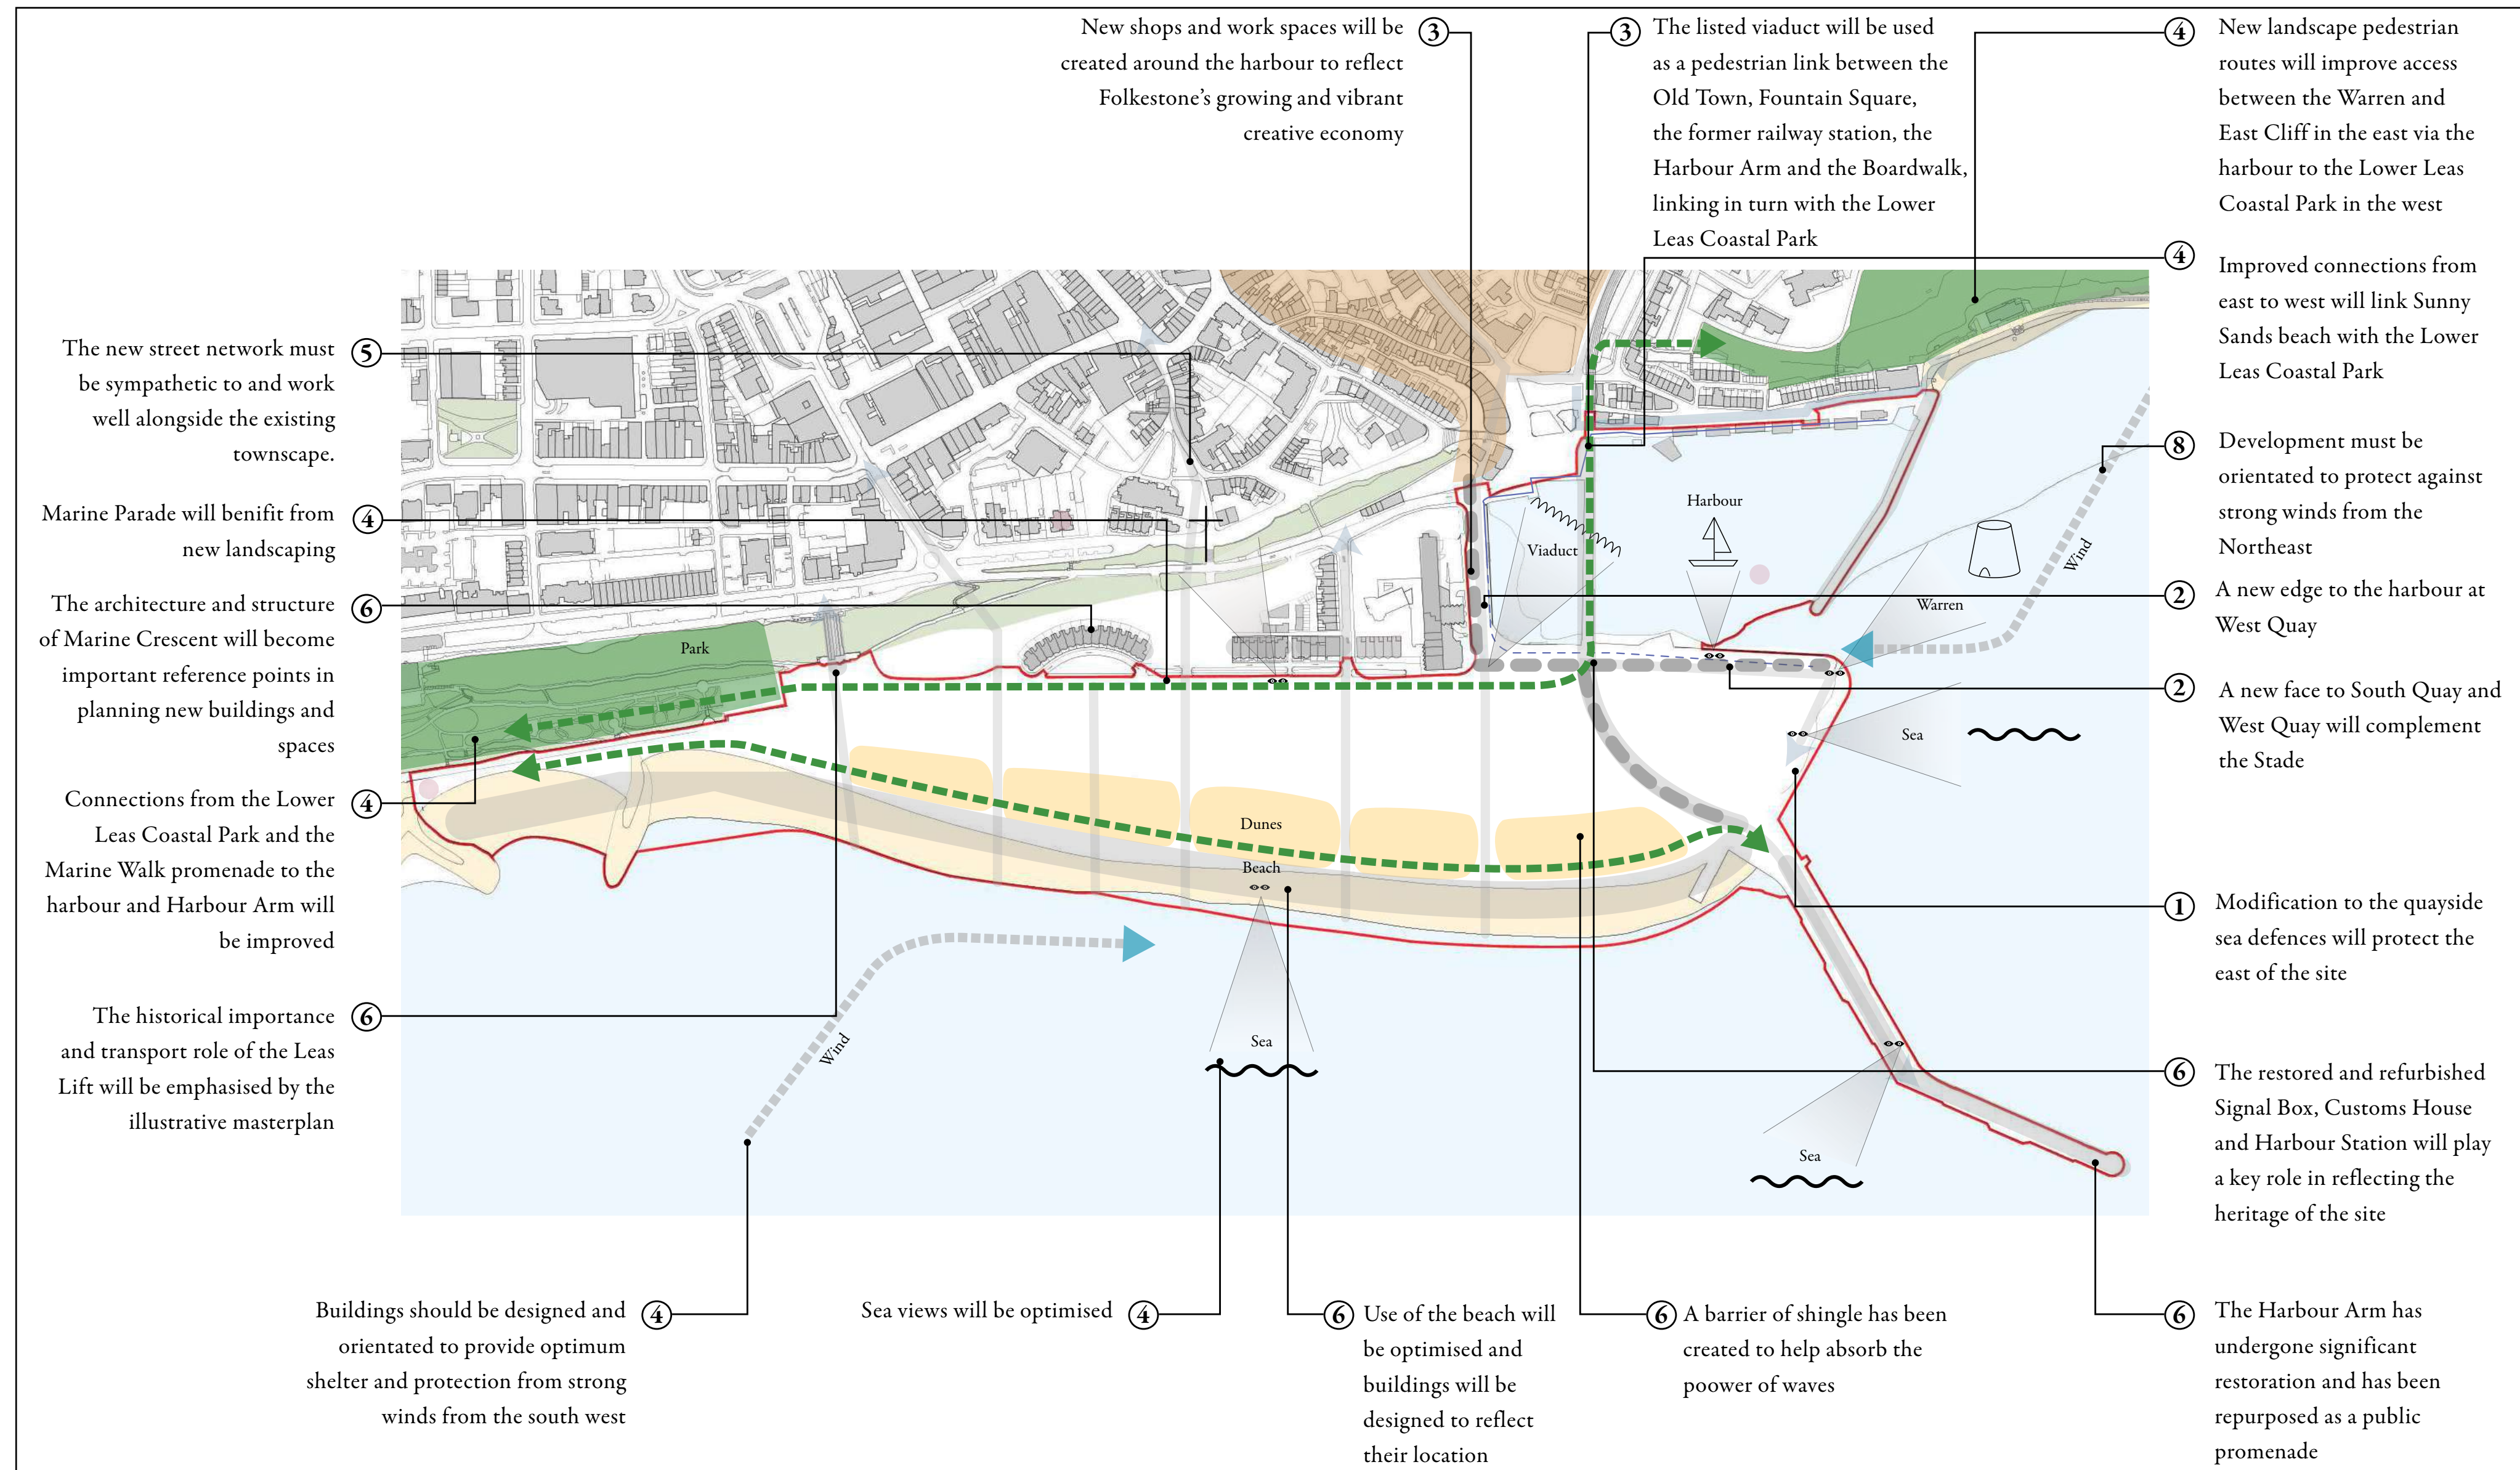 New shops and work spaces will be
created around the harbour to reflect
Folkestone's growing and vibrant
creative economy
3
3
The listed viaduct will be used
as a pedestrian link between the
Old Town, Fountain Square,
the former railway station, the
Harbour Arm and the Boardwalk,
linking in turn with the Lower
Leas Coastal Park
4
New landscape pedestrian
routes will improve access
between the Warren and
East Cliff in the east via the
harbour to the Lower Leas
Coastal Park in the west
4
Improved connections from
east to west will link Sunny
Sands beach with the Lower
Leas Coastal Park
8
Development must be
orientated to protect against
strong winds from the
Northeast
2
A new edge to the harbour at
West Quay
2
A new face to South Quay and
West Quay will complement
the Stade
1
Modification to the quayside
sea defences will protect the
east of the site
6
The restored and refurbished
Signal Box, Customs House
and Harbour Station will play
a key role in reflecting the
heritage of the site
6
The Harbour Arm has
undergone significant
restoration and has been
repurposed as a public
promenade
The new street network must
be sympathetic to and work
well alongside the existing
townscape.
5
Marine Parade will benifit from
new landscaping
4
The architecture and structure
of Marine Crescent will become
important reference points in
planning new buildings and
spaces
6
Connections from the Lower
Leas Coastal Park and the
Marine Walk promenade to the
harbour and Harbour Arm will
be improved
4
The historical importance
and transport role of the Leas
Lift will be emphasised by the
illustrative masterplan
6
Buildings should be designed and
orientated to provide optimum
shelter and protection from strong
winds from the south west
4
Sea views will be optimised
4
6
Use of the beach will
be optimised and
buildings will be
designed to reflect
their location
6
A barrier of shingle has been
created to help absorb the
poower of waves
Harbour
Viaduct
Wind
Warren
Park
Sea
Dunes
Beach
Wind
Sea
Sea